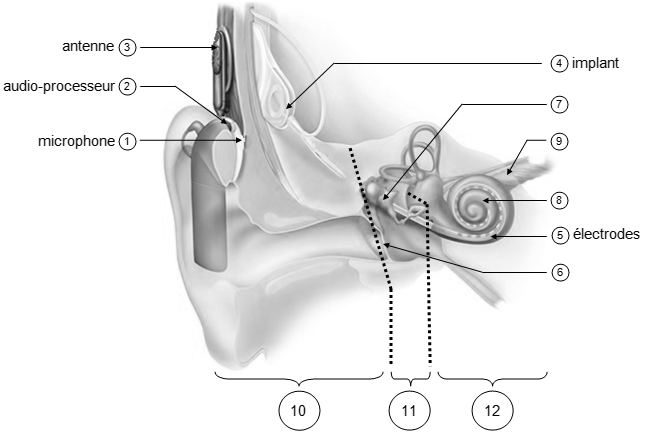 antenne 3
4 implant
audio-processeur 2
7
microphone 1
9
8
5 électrodes
6
10
11
12